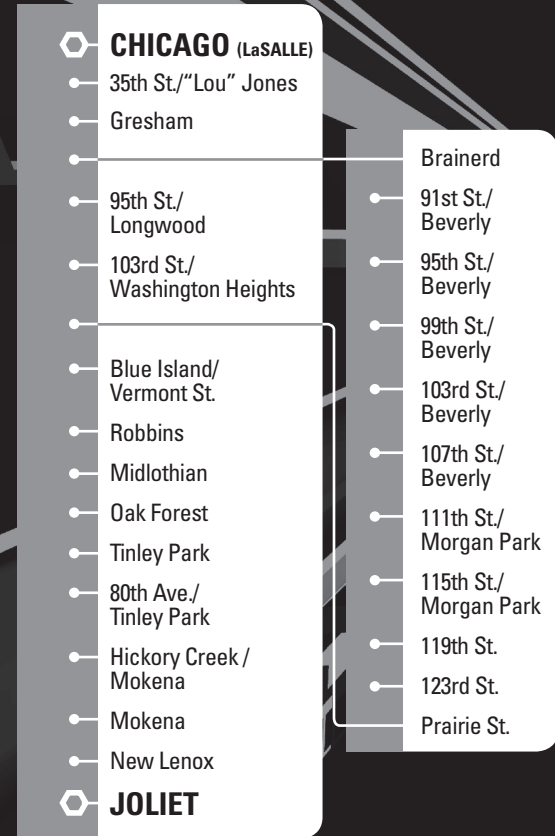 CHICAGO (LaSALLE)
35th St./“Lou” Jones
Gresham
95th St./
Longwood
103rd St./
Washington Heights
Blue Island/
Vermont St.
Robbins
Midlothian
Oak Forest
Tinley Park
80th Ave./
Tinley Park
Hickory Creek /
Mokena
Mokena
New Lenox
JOLIET
Brainerd
91st St./
Beverly
95th St./
Beverly
99th St./
Beverly
103rd St./
Beverly
107th St./
Beverly
111th St./
Morgan Park
115th St./
Morgan Park
119th St.
123rd St.
Prairie St.